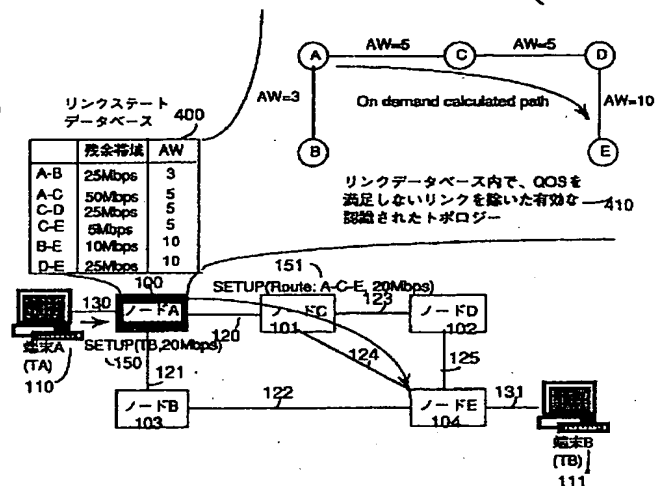 A
AW=5
C
AW=5
D
AW=3
On demand calculated path
AW=10
B
E
リンクステート
データベース
400
残余帯域 AW
A-B 25Mbps 3
A-C 50Mbps 5
C-D 25Mbps 5
C-E 5Mbps 5
B-E 10Mbps 10
D-E 25Mbps 10
リンクデータベース内で、QOSを
満足しないリンクを除いた有効な
認識されたトポロジー
410
151
SETUP(Route: A-C-E, 20Mbps)
100
130
ノードA
120
ノードC
101
123
ノードD
102
端末A
(TA)
110
SETUP(TB,20Mbps)
150
121
124
125
ノードB
103
122
ノードE
104
131
端末B
(TB)
111